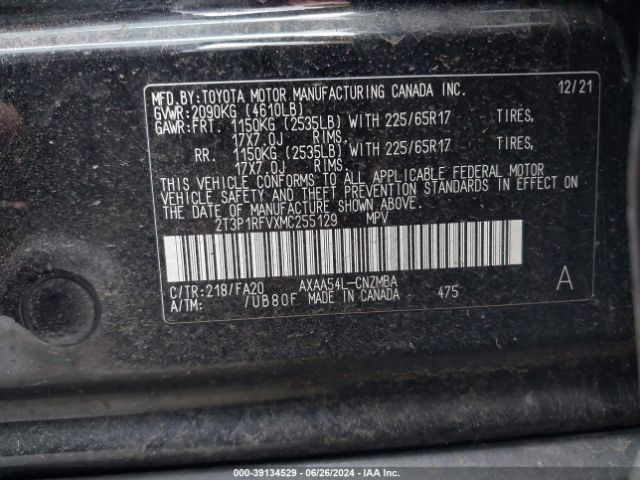 MFD.BY:TOYOTA MOTOR MANUFACTURING CANADA INC. 12/21
GVWR:2090KG (4610LB)
GAWR:FRT. 1150KG (2535LB) WITH 225/65R17 TIRES,
17X7.0J RIMS.
RR. 1150KG (2535LB) WITH 225/65R17 TIRES,
17X7.0J RIMS.
THIS VEHICLE CONFORMS TO ALL APPLICABLE FEDERAL MOTOR
VEHICLE SAFETY AND THEFT PREVENTION STANDARDS IN EFFECT ON
THE DATE OF MANUFACTURE SHOWN ABOVE.
2T3P1RFVXMC255129 MPV
C/TR:218/FA20 AXAA54L-CNZMBA A
A/TM: /UB80F MADE IN CANADA 475
000-39134529 - 06/26/2024 - IAA Inc.